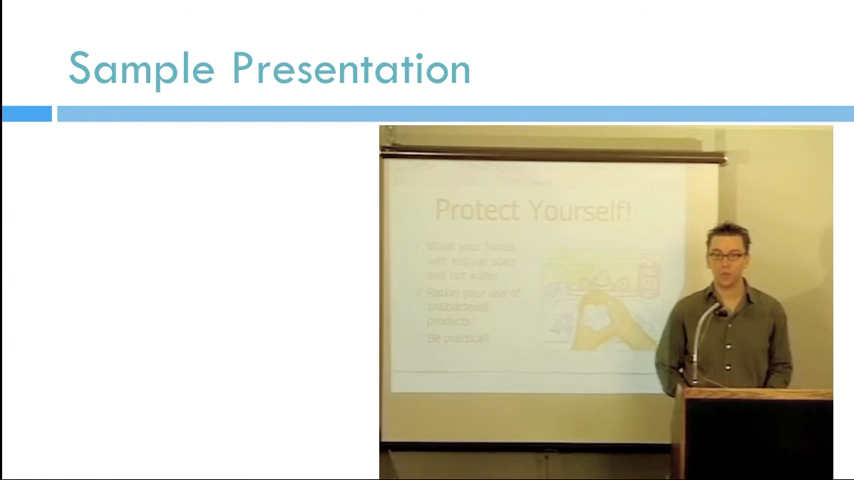 Sample Presentation
Protect Yourself!
Wash your hands
with regular soap
and hot water
Ration your use of
antibacterial
products
Be practical!